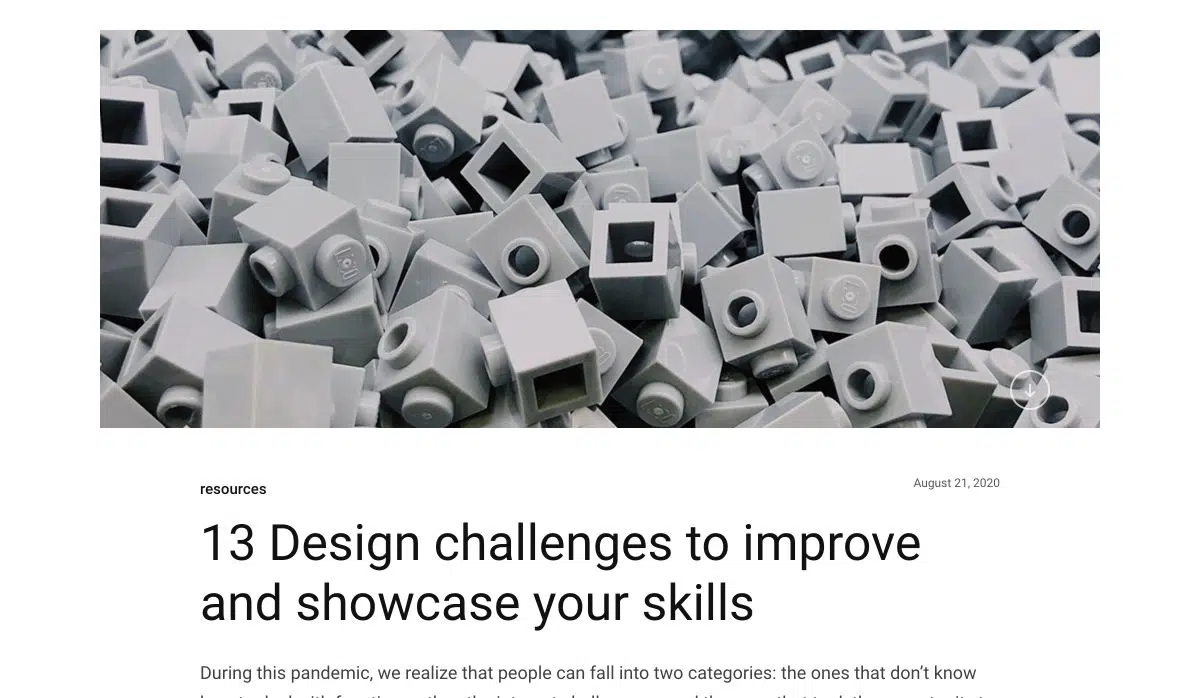 resources
August 21, 2020
13 Design challenges to improve
and showcase your skills
During this pandemic, we realize that people can fall into two categories: the ones that don’t know